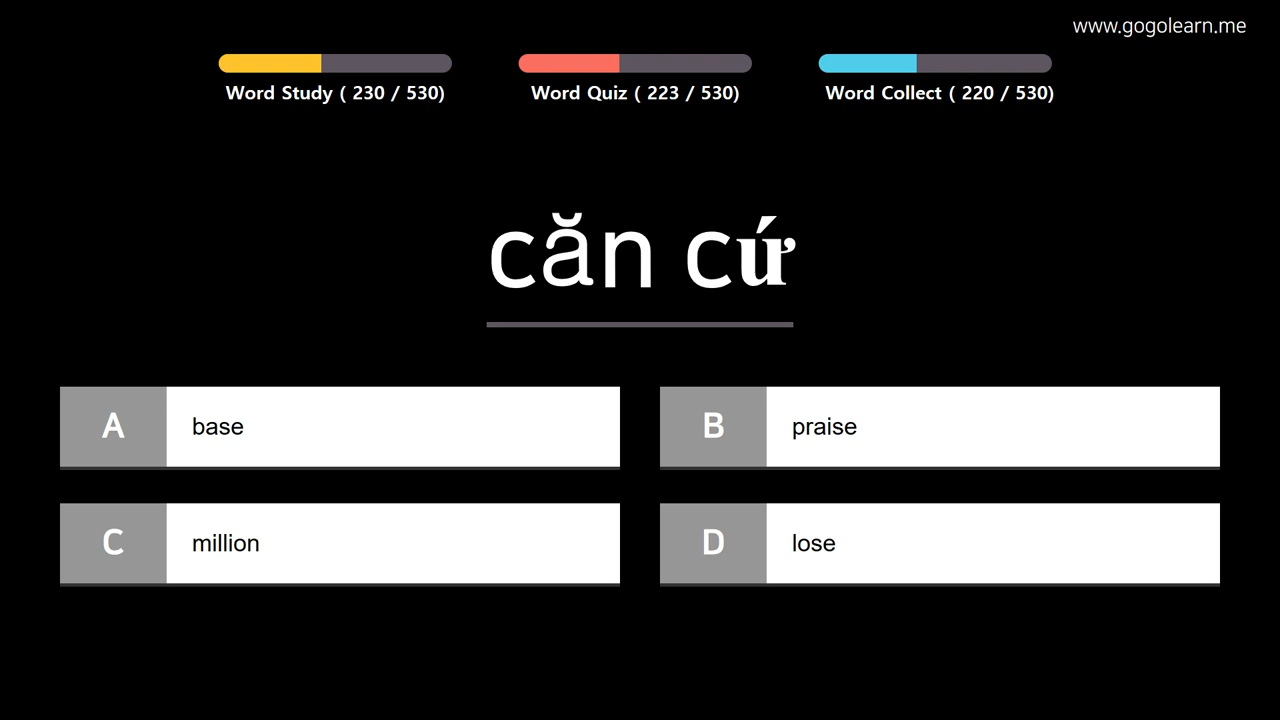 www.gogolearn.me
Word Study ( 230 / 530)
Word Quiz ( 223 / 530)
Word Collect ( 220 / 530)
căn cứ
A base
B praise
C million
D lose